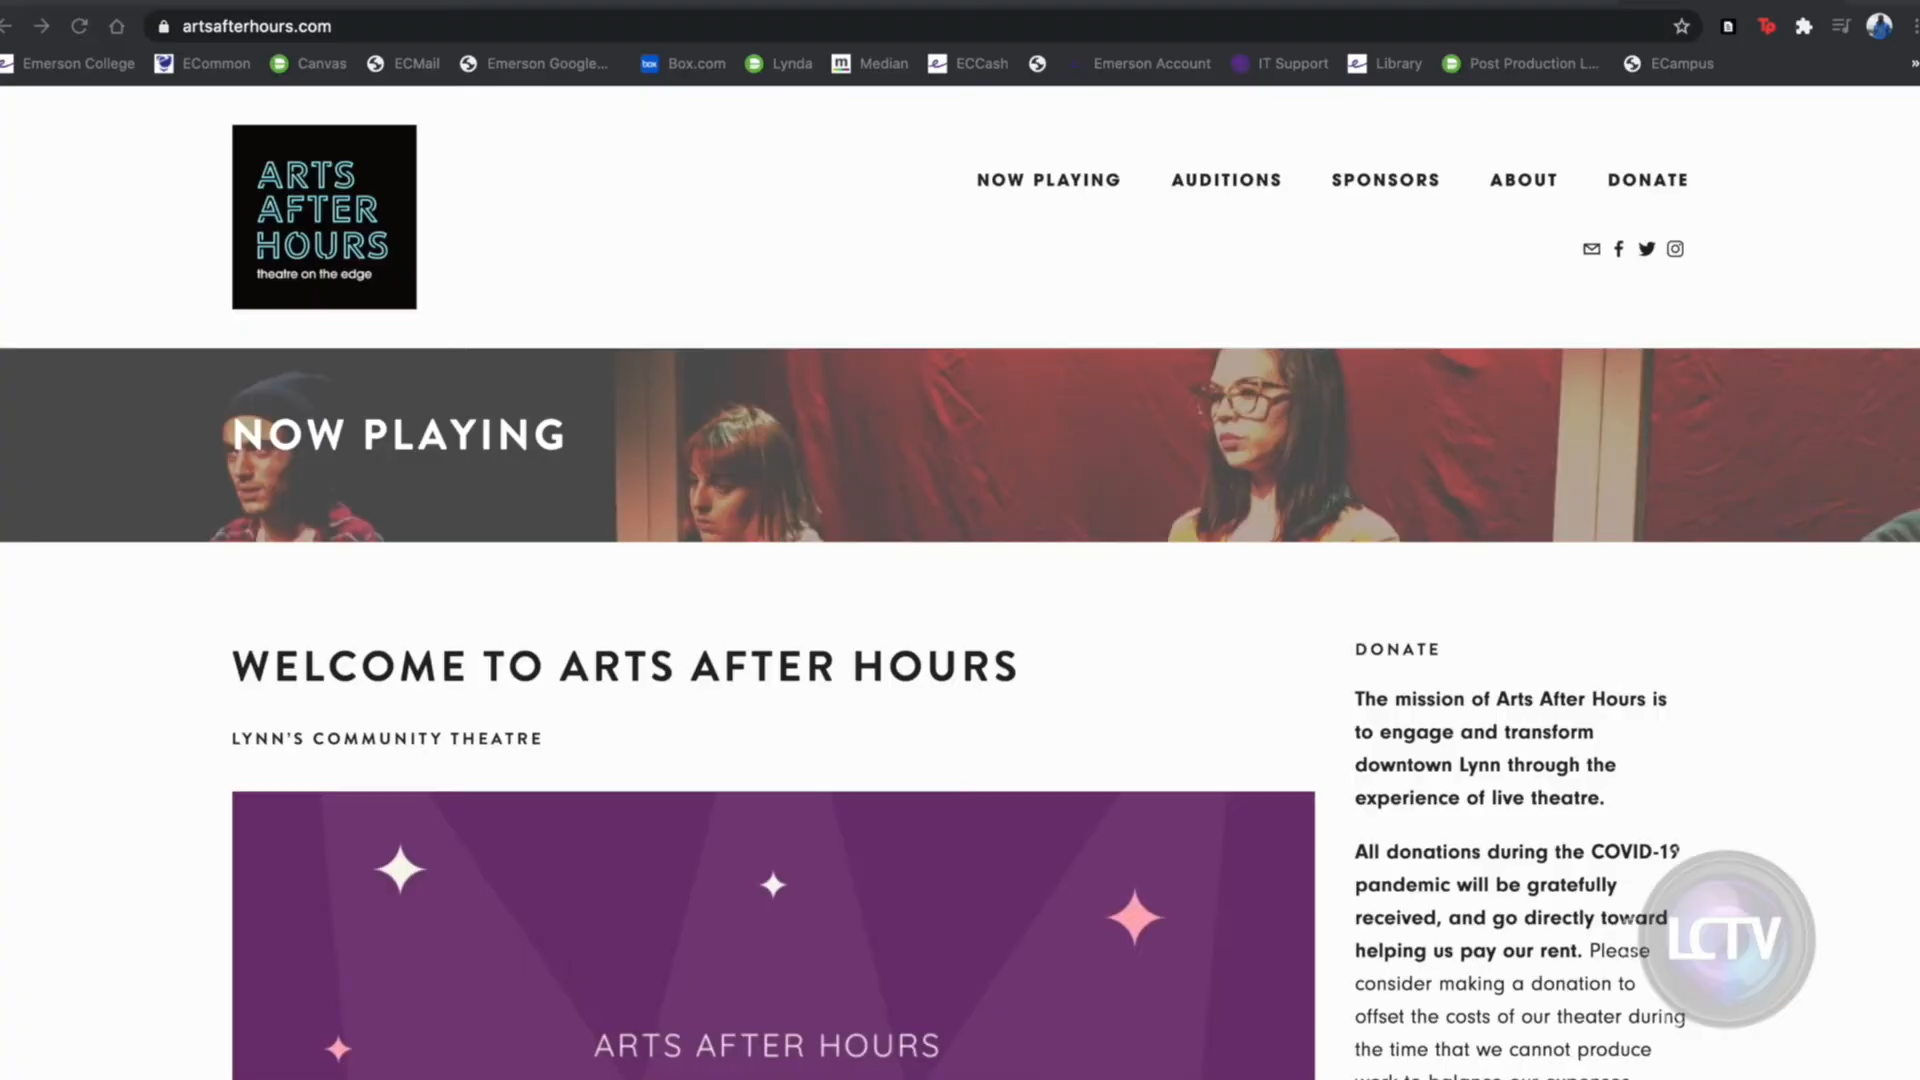 artsafterhours.com
Emerson College ECommon Canvas ECMail Emerson Google... Box.com Lynda Median ECCash Emerson Account IT Support Library Post Production L... ECampus
ARTS
AFTER
HOURS
theatre on the edge
NOW PLAYING AUDITIONS SPONSORS ABOUT DONATE
NOW PLAYING
WELCOME TO ARTS AFTER HOURS
LYNN'S COMMUNITY THEATRE
ARTS AFTER HOURS
DONATE
The mission of Arts After Hours is
to engage and transform
downtown Lynn through the
experience of live theatre.
All donations during the COVID-19
pandemic will be gratefully
received, and go directly toward
helping us pay our rent. Please
consider making a donation to
offset the costs of our theater during
the time that we cannot produce
work to balance our expenses
LCTV